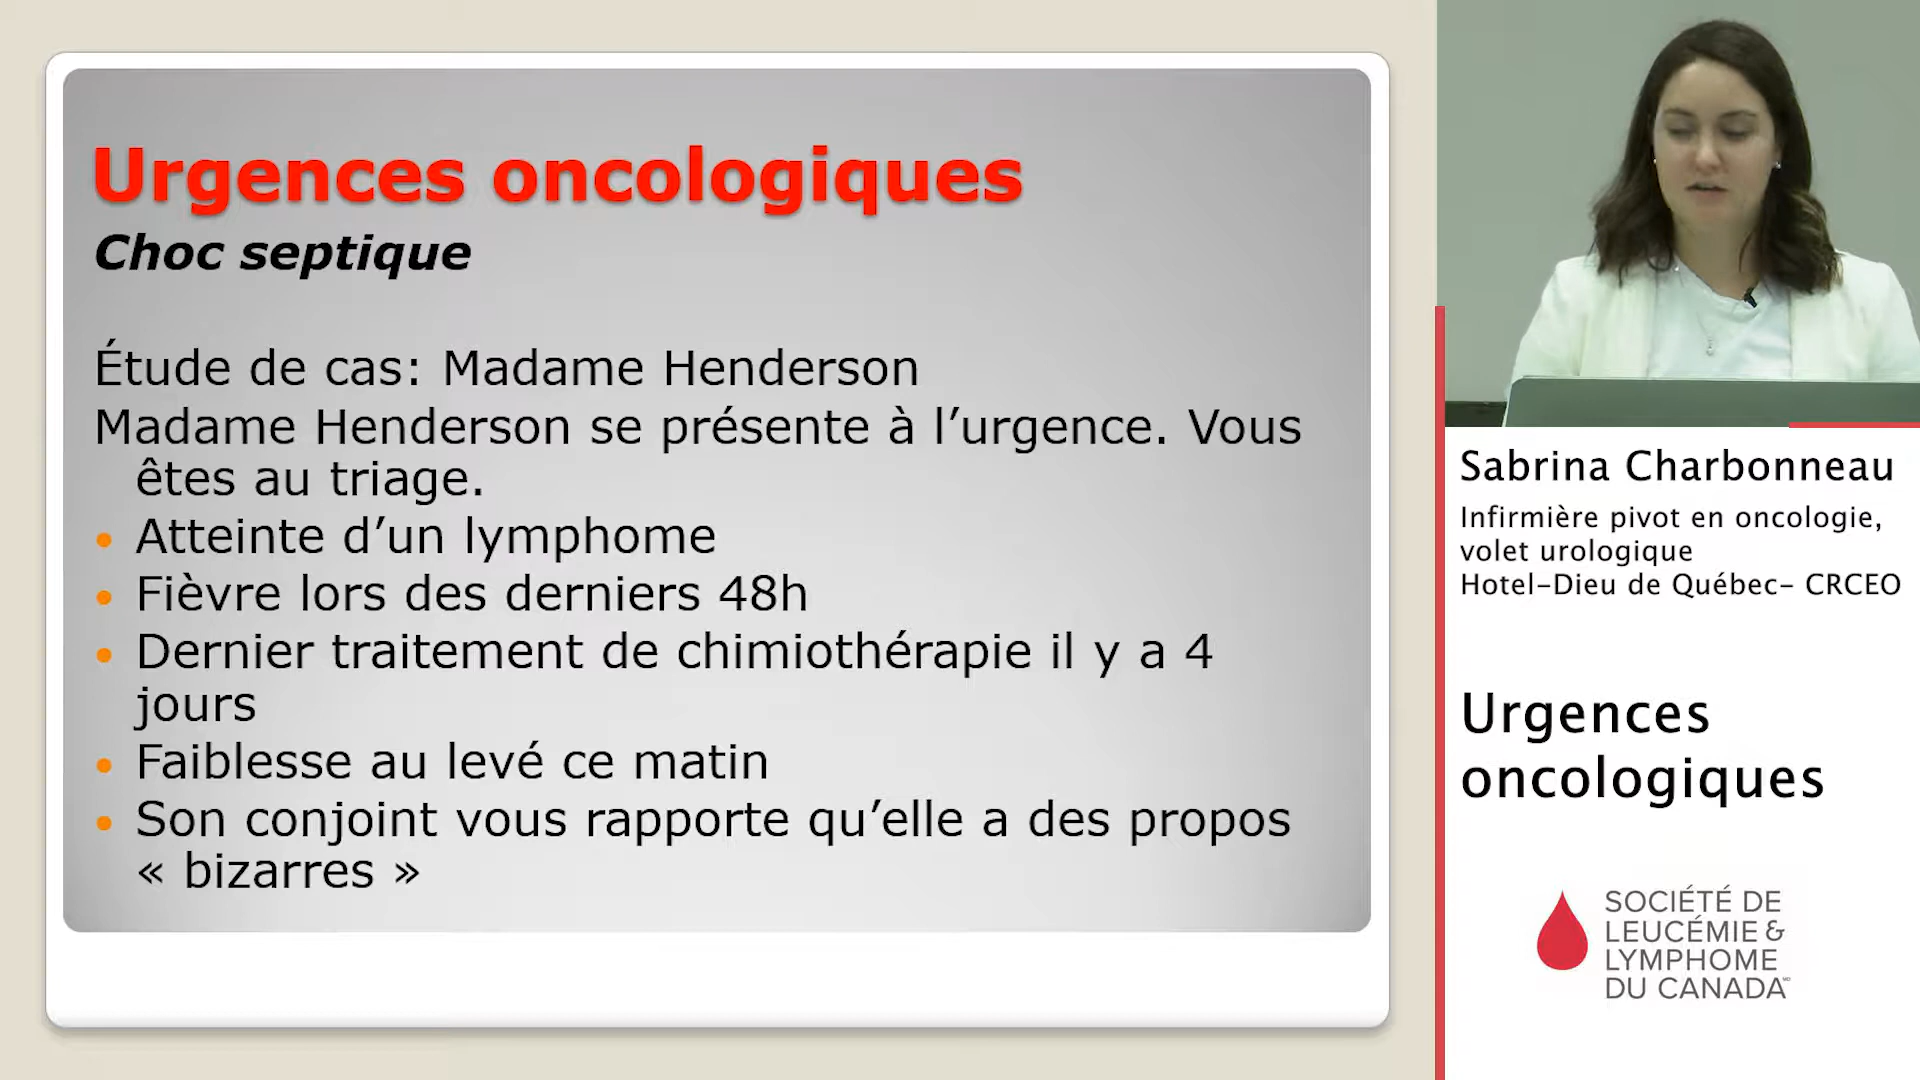 Urgences oncologiques
Choc septique
Étude de cas: Madame Henderson
Madame Henderson se présente à l’urgence. Vous
êtes au triage.
• Atteinte d’un lymphome
• Fièvre lors des derniers 48h
• Dernier traitement de chimiothérapie il y a 4
jours
• Faiblesse au levé ce matin
• Son conjoint vous rapporte qu’elle a des propos
« bizarres »
Sabrina Charbonneau
Infirmière pivot en oncologie,
volet urologique
Hotel-Dieu de Québec- CRCEO
Urgences
oncologiques
SOCIÉTÉ DE
LEUCÉMIE &
LYMPHOME
DU CANADA